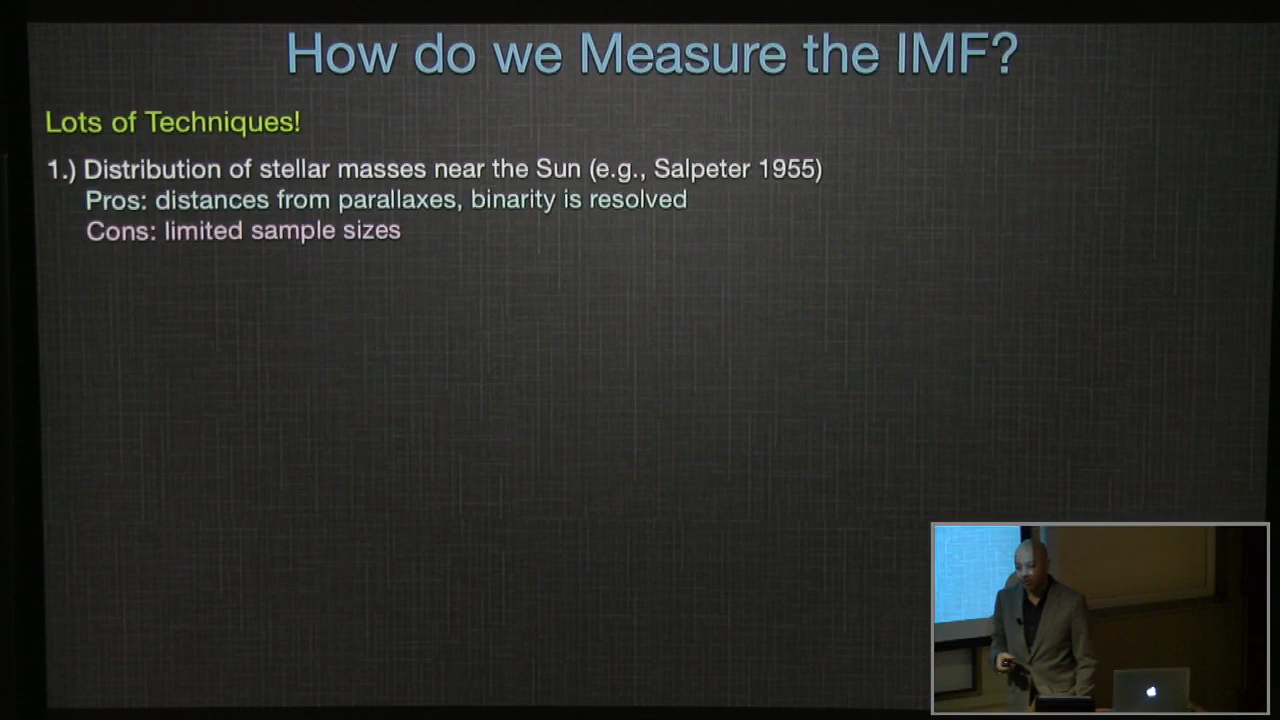 How do we Measure the IMF?
Lots of Techniques!
1.) Distribution of stellar masses near the Sun (e.g., Salpeter 1955)
Pros: distances from parallaxes, binarity is resolved
Cons: limited sample sizes